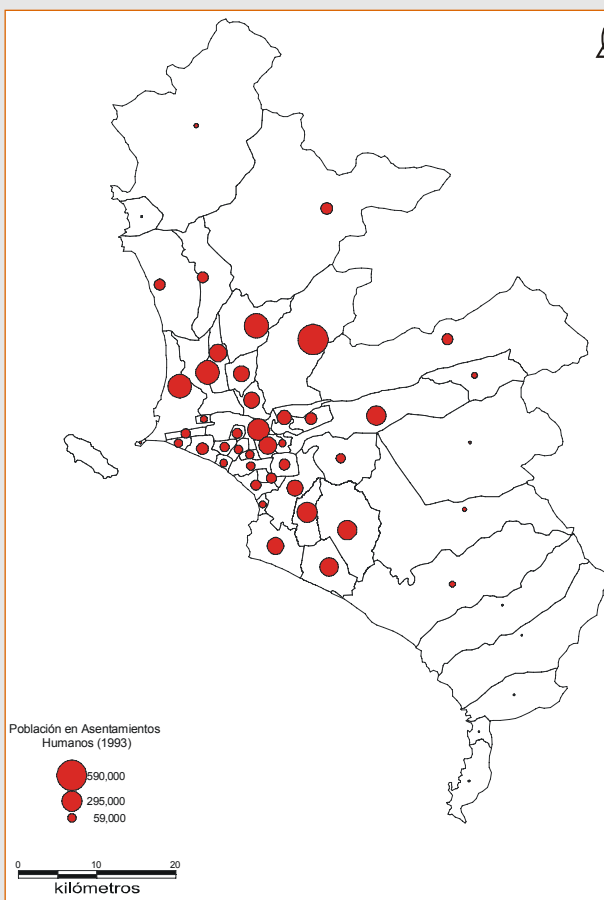 Población en Asentamientos
Humanos (1993)
590,000
295,000
59,000
0 10 20
kilómetros